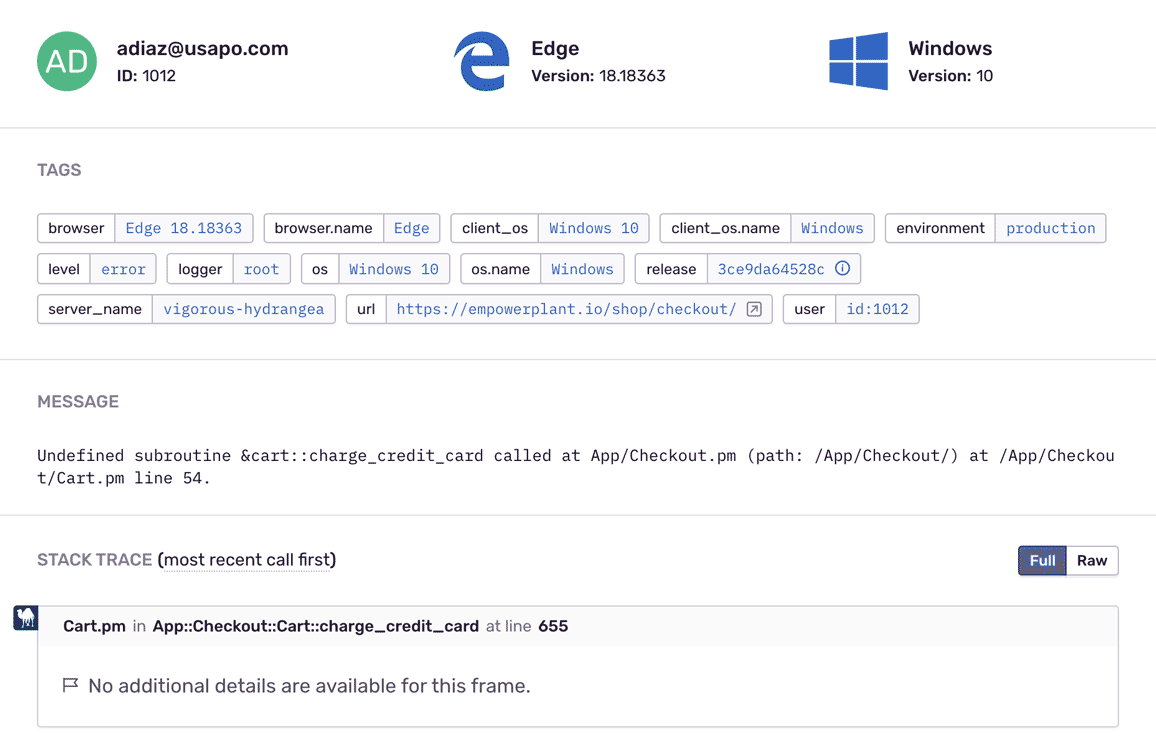 AD adiaz@usapo.com Edge Windows
ID: 1012 Version: 18.18363 Version: 10
TAGS
browser Edge 18.18363 browser.name Edge client_os Windows 10 client_os.name Windows environment production
level error logger root os Windows 10 os.name Windows release 3ce9da64528c
server_name vigorous-hydrangea url https://empowerplant.io/shop/checkout/ user id:1012
MESSAGE
Undefined subroutine &cart::charge_credit_card called at App/Checkout.pm (path: /App/Checkout/) at /App/Checkou
t/Cart.pm line 54.
STACK TRACE (most recent call first) Full Raw
Cart.pm in App::Checkout::Cart::charge_credit_card at line 655
No additional details are available for this frame.